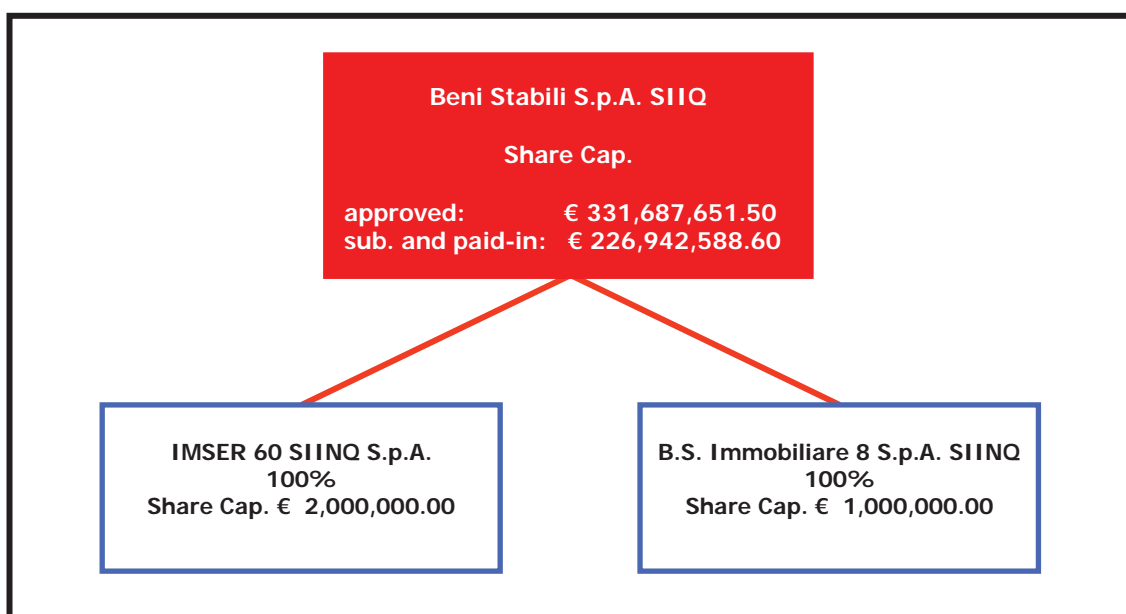 Beni Stabili S.p.A. SIIQ
Share Cap.
approved: € 331,687,651.50
sub. and paid-in: € 226,942,588.60
IMSER 60 SIINQ S.p.A.
100%
Share Cap. € 2,000,000.00
B.S. Immobiliare 8 S.p.A. SIINQ
100%
Share Cap. € 1,000,000.00